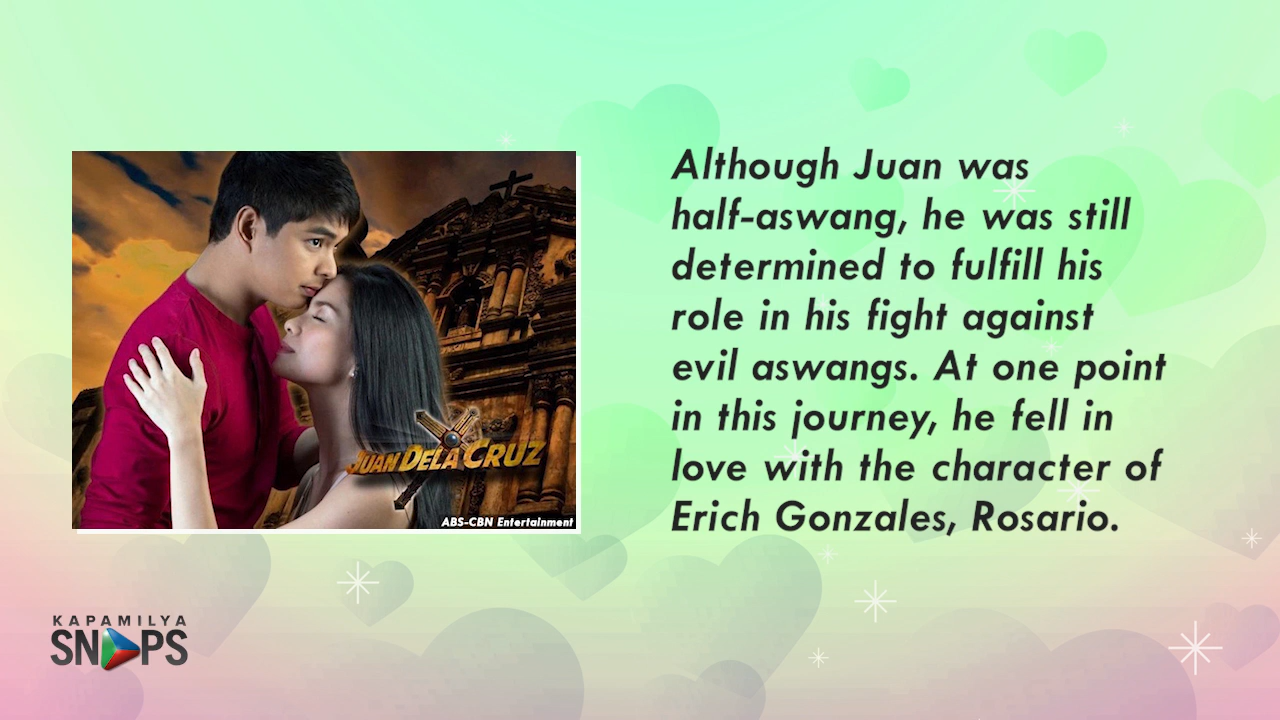 Although Juan was
half-aswang, he was still
determined to fulfill his
role in his fight against
evil aswangs. At one point
in this journey, he fell in
love with the character of
Erich Gonzales, Rosario.
JUAN DELA CRUZ
ABS-CBN Entertainment
KAPAMILYA
SNAPS